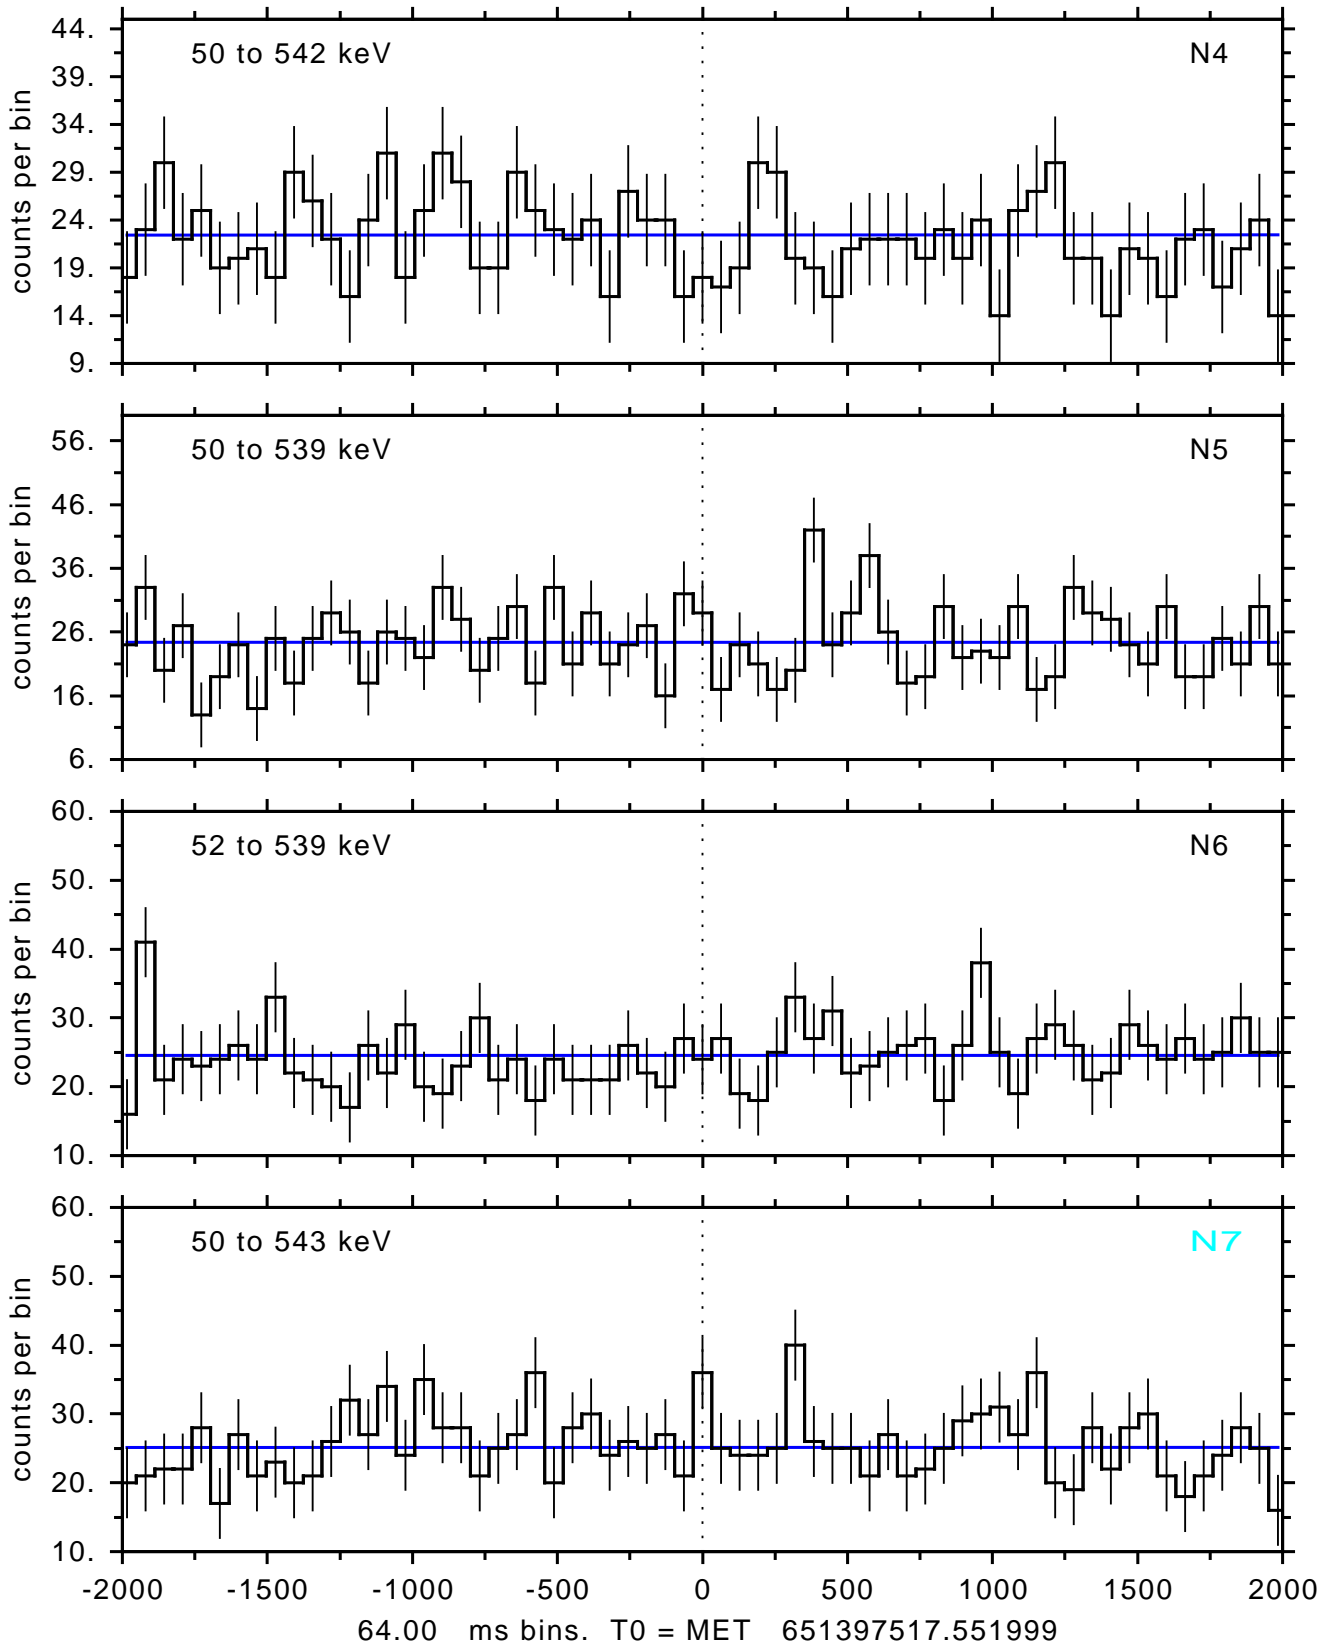 50 to 542 keV N4
counts per bin
44.
39.
34.
29.
24.
19.
14.
9.
50 to 539 keV N5
counts per bin
56.
46.
36.
26.
16.
6.
52 to 539 keV N6
counts per bin
60.
50.
40.
30.
20.
10.
50 to 543 keV N7
counts per bin
60.
50.
40.
30.
20.
10.
-2000 -1500 -1000 -500 0 500 1000 1500 2000
64.00 ms bins. T0 = MET 651397517.551999